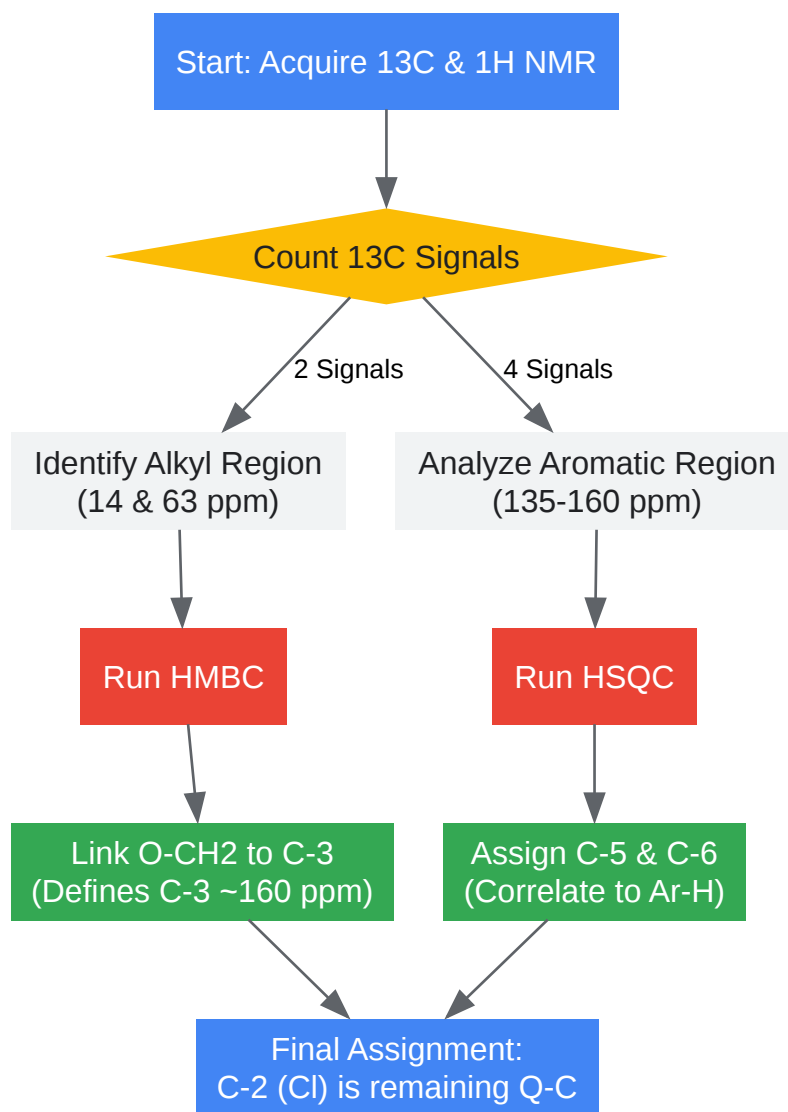 Start: Acquire 13C & 1H NMR
Count 13C Signals
2 Signals
4 Signals
Identify Alkyl Region
(14 & 63 ppm)
Analyze Aromatic Region
(135-160 ppm)
Run HMBC
Run HSQC
Link O-CH2 to C-3
(Defines C-3 ~160 ppm)
Assign C-5 & C-6
(Correlate to Ar-H)
Final Assignment:
C-2 (Cl) is remaining Q-C